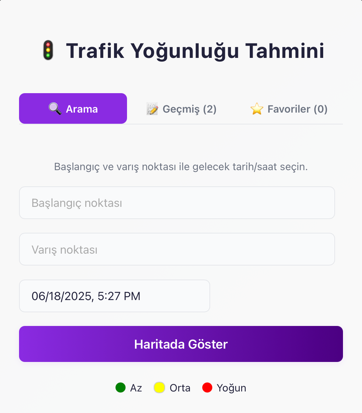 Trafik Yoğunluğu Tahmini
Arama
Geçmiş (2)
Favoriler (0)
Başlangıç ve varış noktası ile gelecek tarih/saat seçin.
Başlangıç noktası
Varış noktası
06/18/2025, 5:27 PM
Haritada Göster
Az
Orta
Yoğun